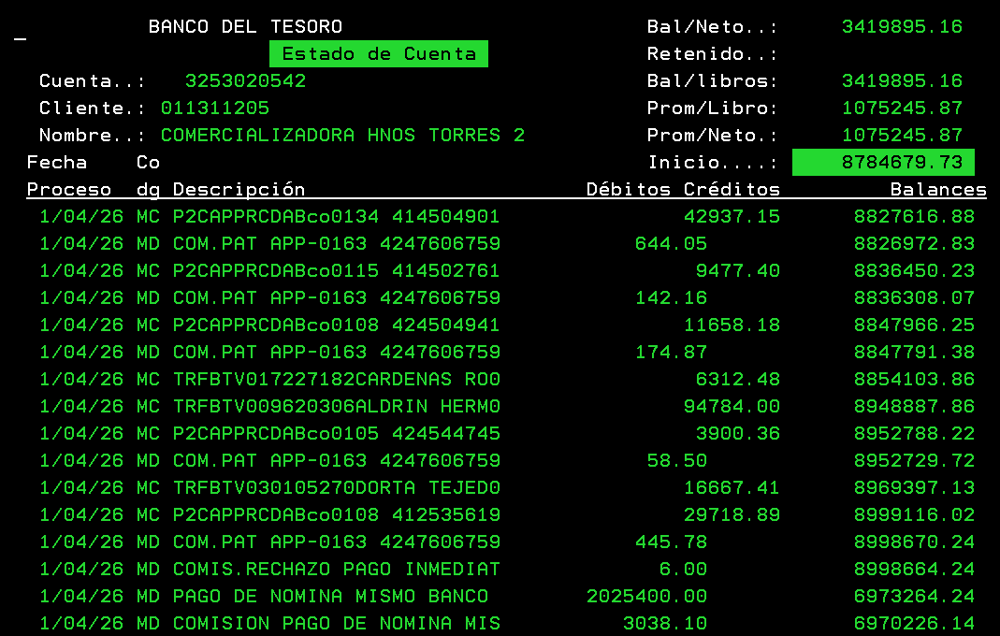 BANCO DEL TESORO Bal/Neto..: 3419895.16
Estado de Cuenta Retenido..:
Cuenta..: 3253020542 Bal/libros: 3419895.16
Cliente.: 011311205 Prom/Libro: 1075245.87
Nombre..: COMERCIALIZADORA HNOS TORRES 2 Prom/Neto.: 1075245.87
Fecha Co Inicio....: 8784679.73
Proceso dg Descripción Débitos Créditos Balances
1/04/26 MC P2CAPPRCDABco0134 414504901 42937.15 8827616.88
1/04/26 MD COM.PAT APP-0163 4247606759 644.05 8826972.83
1/04/26 MC P2CAPPRCDABco0115 414502761 9477.40 8836450.23
1/04/26 MD COM.PAT APP-0163 4247606759 142.16 8836308.07
1/04/26 MC P2CAPPRCDABco0108 424504941 11658.18 8847966.25
1/04/26 MD COM.PAT APP-0163 4247606759 174.87 8847791.38
1/04/26 MC TRFBTV017227182CARDENAS RO0 6312.48 8854103.86
1/04/26 MC TRFBTV009620306ALDRIN HERM0 94784.00 8948887.86
1/04/26 MC P2CAPPRCDABco0105 424544745 3900.36 8952788.22
1/04/26 MD COM.PAT APP-0163 4247606759 58.50 8952729.72
1/04/26 MC TRFBTV030105270DORTA TEJED0 16667.41 8969397.13
1/04/26 MC P2CAPPRCDABco0108 412535619 29718.89 8999116.02
1/04/26 MD COM.PAT APP-0163 4247606759 445.78 8998670.24
1/04/26 MD COMIS.RECHAZO PAGO INMEDIAT 6.00 8998664.24
1/04/26 MD PAGO DE NOMINA MISMO BANCO 2025400.00 6973264.24
1/04/26 MD COMISION PAGO DE NOMINA MIS 3038.10 6970226.14